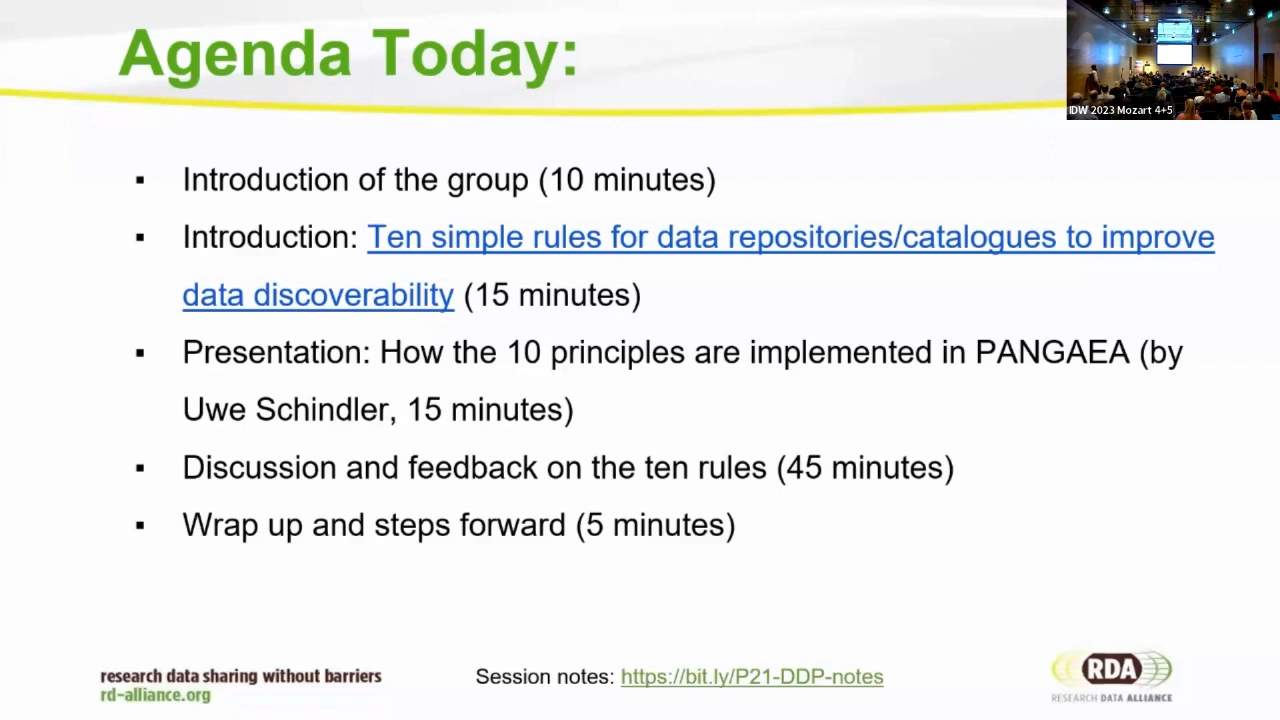 Agenda Today:
IDW 2023 Mozart 4+5
▪ Introduction of the group (10 minutes)
▪ Introduction: Ten simple rules for data repositories/catalogues to improve
data discoverability (15 minutes)
▪ Presentation: How the 10 principles are implemented in PANGAEA (by
Uwe Schindler, 15 minutes)
▪ Discussion and feedback on the ten rules (45 minutes)
▪ Wrap up and steps forward (5 minutes)
research data sharing without barriers
rd-alliance.org
Session notes: https://bit.ly/P21-DDP-notes
RDA
RESEARCH DATA ALLIANCE